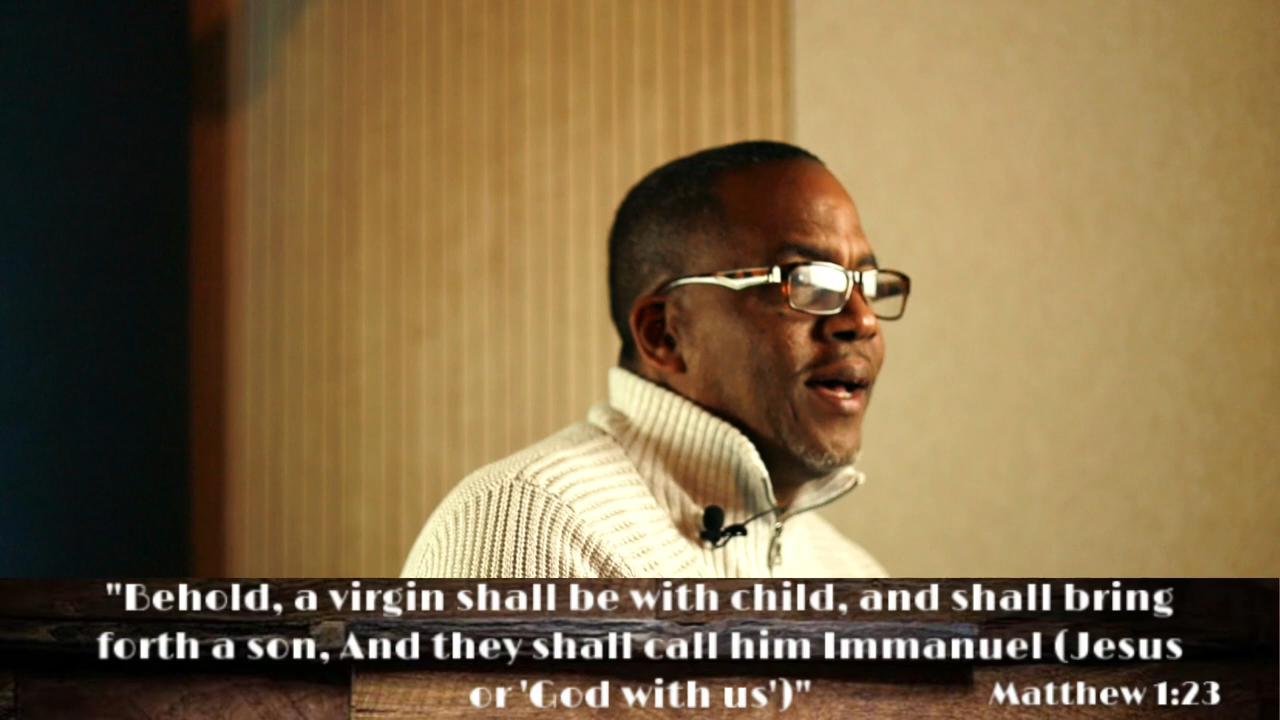 "Behold, a virgin shall be with child, and shall bring
forth a son, And they shall call him Immanuel (Jesus
or 'God with us')"
Matthew 1:23